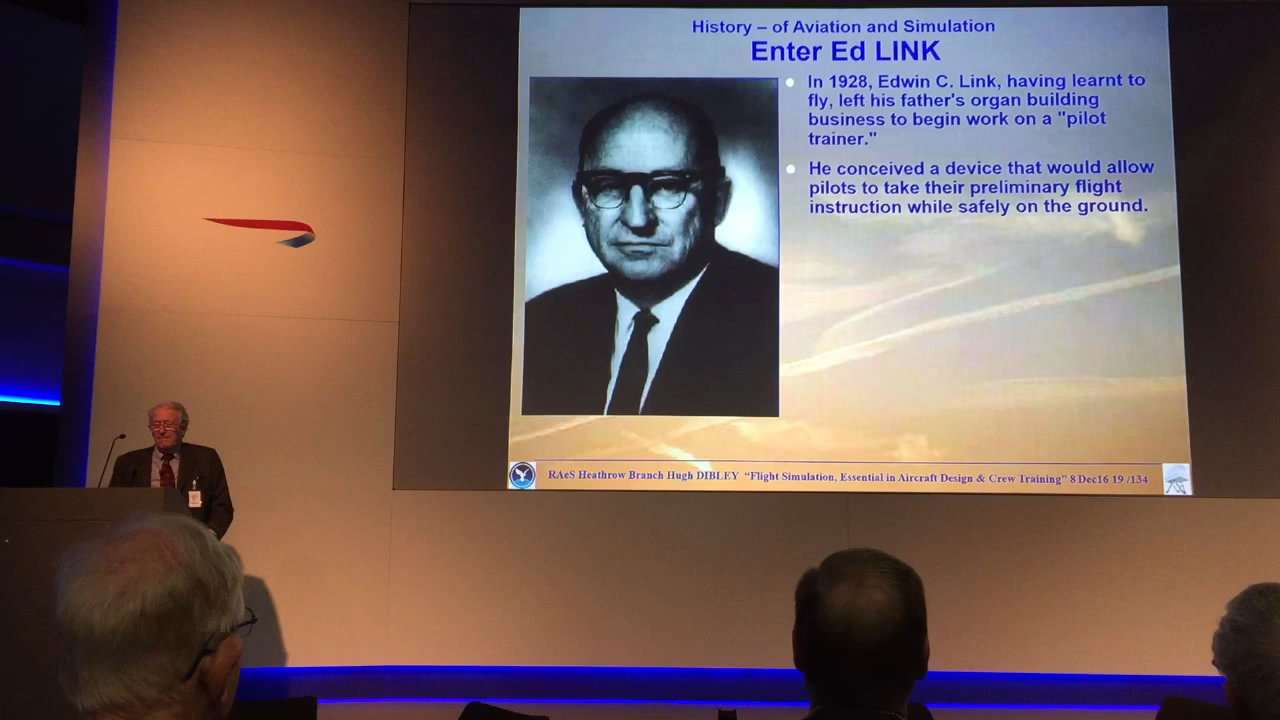 History – of Aviation and Simulation
Enter Ed LINK
In 1928, Edwin C. Link, having learnt to
fly, left his father's organ building
business to begin work on a "pilot
trainer."
He conceived a device that would allow
pilots to take their preliminary flight
instruction while safely on the ground.
RAeS Heathrow Branch Hugh DIBLEY "Flight Simulation, Essential in Aircraft Design & Crew Training" 8 Dec16 19 /134